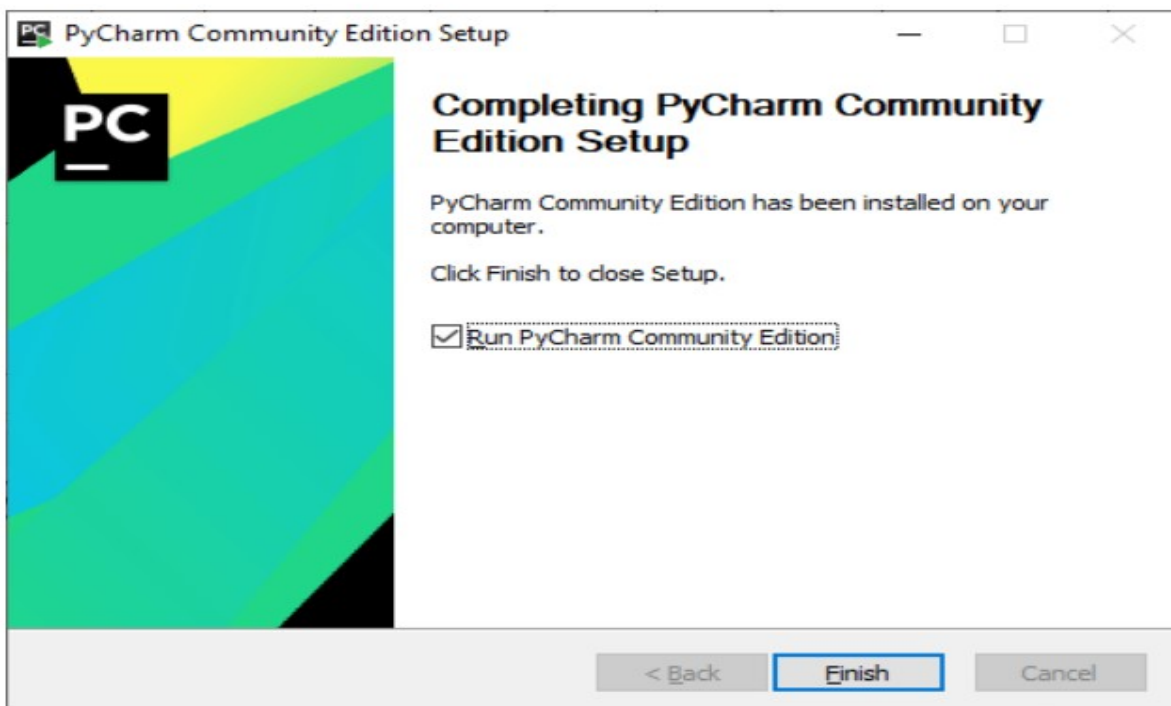 PC PyCharm Community Edition Setup
PC
Completing PyCharm Community
Edition Setup
PyCharm Community Edition has been installed on your
computer.
Click Finish to close Setup.
Run PyCharm Community Edition
< Back Finish Cancel